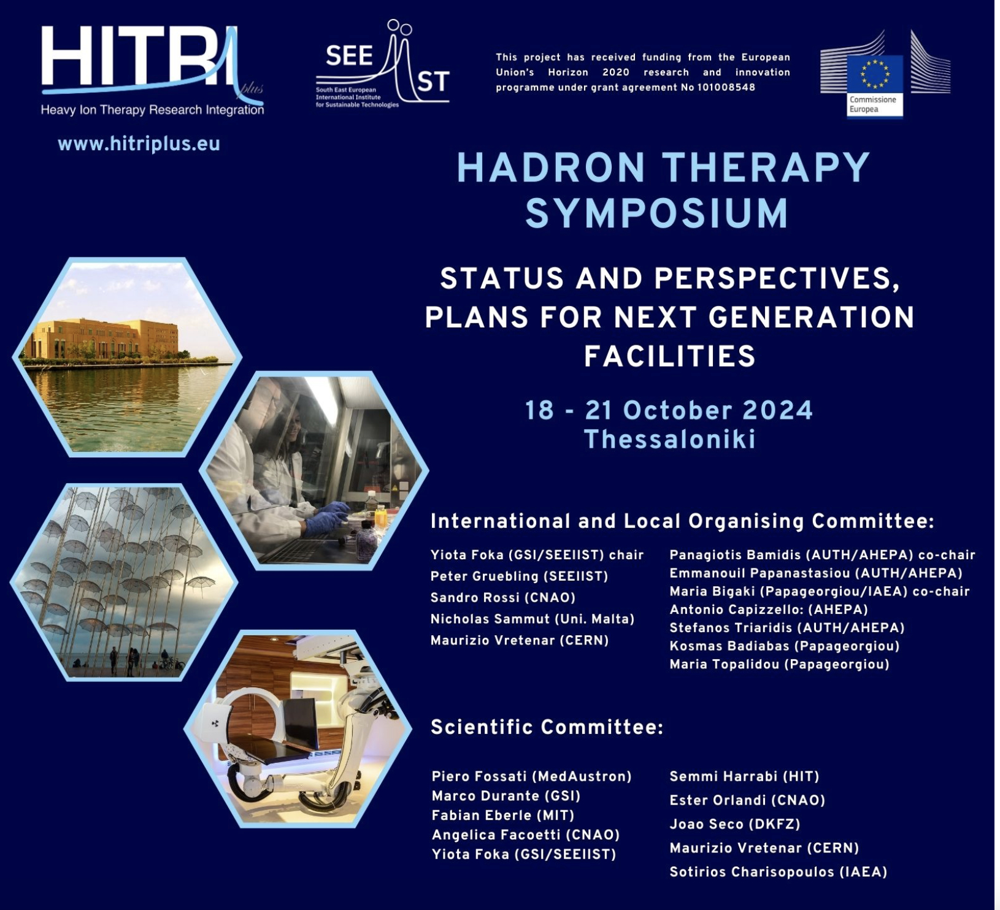 HITRI plus
Heavy Ion Therapy Research Integration
www.hitriplus.eu
SEE IIST
South East European
International Institute
for Sustainable Technologies
This project has received funding from the European
Union's Horizon 2020 research and innovation
programme under grant agreement No 101008548
Commissione
Europea
HADRON THERAPY
SYMPOSIUM
STATUS AND PERSPECTIVES,
PLANS FOR NEXT GENERATION
FACILITIES
18 - 21 October 2024
Thessaloniki
International and Local Organising Committee:
Yiota Foka (GSI/SEEIIST) chair
Peter Gruebling (SEEIIST)
Sandro Rossi (CNAO)
Nicholas Sammut (Uni. Malta)
Maurizio Vretenar (CERN)
Panagiotis Bamidis (AUTH/AHEPA) co-chair
Emmanouil Papanastasiou (AUTH/AHEPA)
Maria Bigaki (Papageorgiou/IAEA) co-chair
Antonio Capizzello: (AHEPA)
Stefanos Triaridis (AUTH/AHEPA)
Kosmas Badiabas (Papageorgiou)
Maria Topalidou (Papageorgiou)
Scientific Committee:
Piero Fossati (MedAustron)
Marco Durante (GSI)
Fabian Eberle (MIT)
Angelica Facoetti (CNAO)
Yiota Foka (GSI/SEEIIST)
Semmi Harrabi (HIT)
Ester Orlandi (CNAO)
Joao Seco (DKFZ)
Maurizio Vretenar (CERN)
Sotirios Charisopoulos (IAEA)